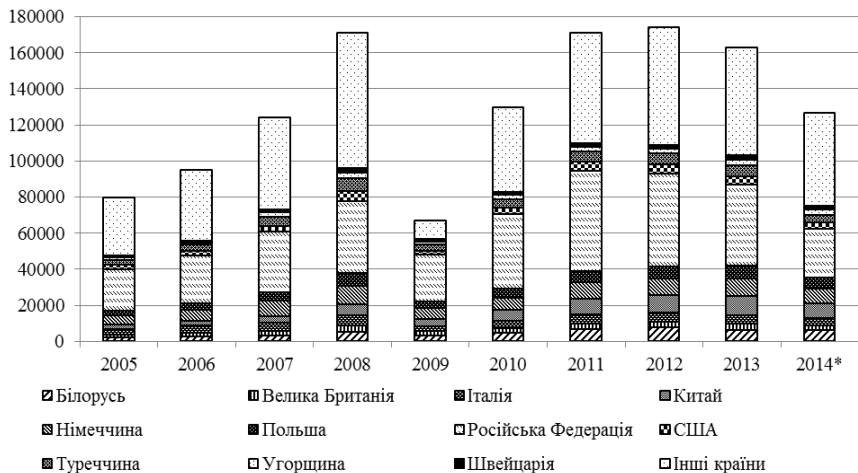 180000
160000
140000
120000
100000
80000
60000
40000
20000
0
2005 2006 2007 2008 2009 2010 2011 2012 2013 2014*
Білорусь Велика Британія Італія Китай
Німеччина Польша Російська Федерація США
Туреччина Угорщина Швейцарія Інші країни